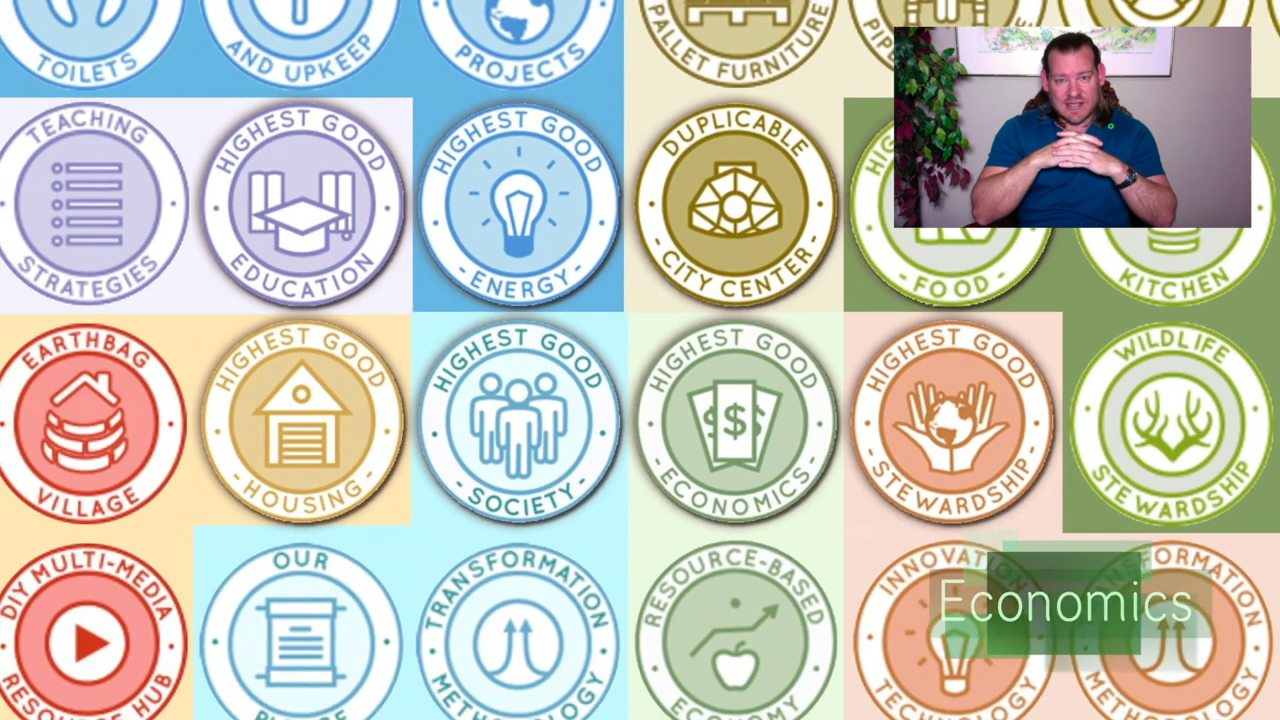 TOILETS
AND UPKEEP
PROJECTS
PALLET FURNITURE
TEACHING
STRATEGIES
HIGHEST GOOD
EDUCATION
HIGHEST GOOD
- ENERGY -
DUPLICABLE
- CITY CENTER -
- FOOD -
KITCHEN
EARTHBAG
VILLAGE
HIGHEST GOOD
- HOUSING -
HIGHEST GOOD
- SOCIETY -
HIGHEST GOOD
$ $ $
- ECONOMICS -
HIGHEST GOOD
- STEWARDSHIP -
WILDLIFE
STEWARDSHIP
DIY MULTI-MEDIA
RESOURCE HUB
OUR
TRANSFORMATION
METHODOLOGY
RESOURCE-BASED
ECONOMY
TECHNOLOGY
METHODOLOGY
Economics